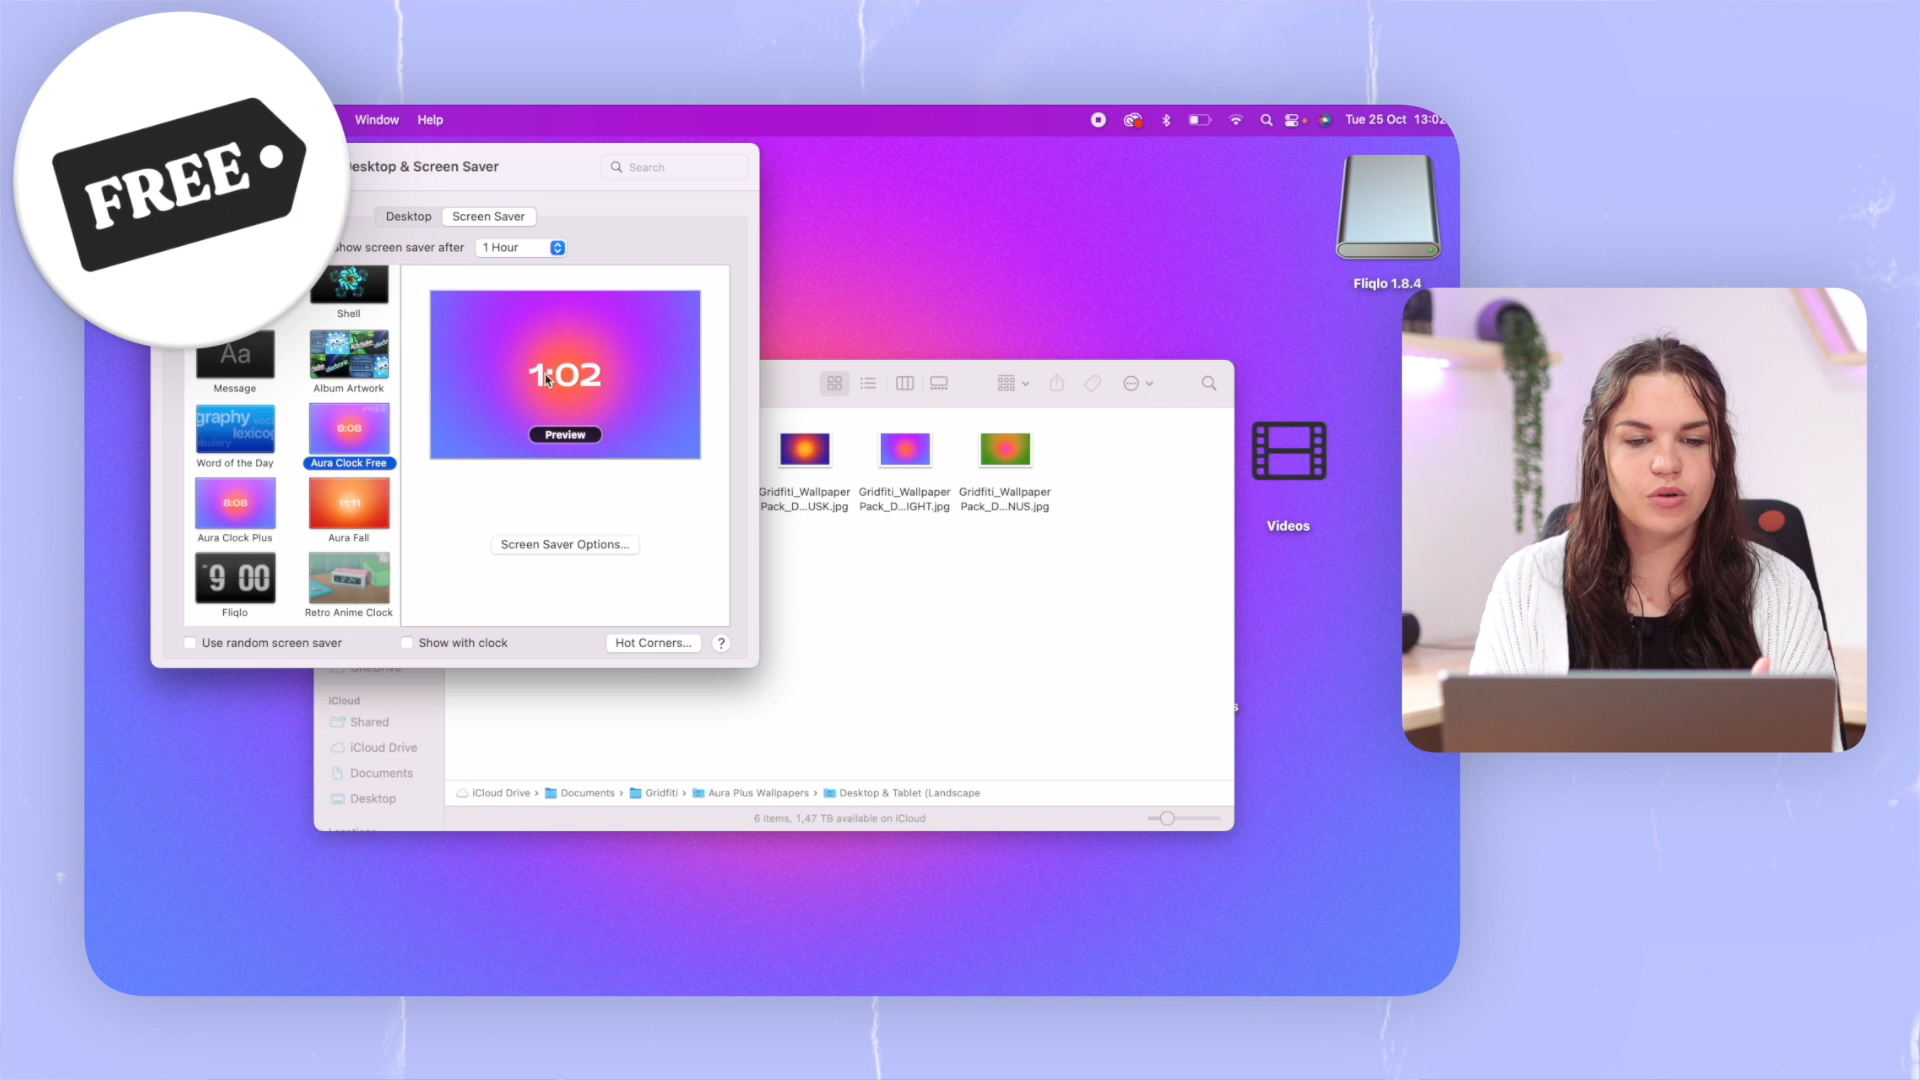 FREE
Window Help
Tue 25 Oct 13:02
esktop & Screen Saver
Search
Desktop
Screen Saver
how screen saver after
1 Hour
Fliqlo 1.8.4
Shell
Aa
Message
Album Artwork
1:02
Preview
graphy
lexico
FREE
8:08
Word of the Day
Aura Clock Free
8:08
11:11
Aura Clock Plus
Aura Fall
9 00
Fliqlo
Retro Anime Clock
Screen Saver Options...
Use random screen saver
Show with clock
Hot Corners...
?
Gridfiti_Wallpaper
Pack_D...USK.jpg
Gridfiti_Wallpaper
Pack_D...IGHT.jpg
Gridfiti_Wallpaper
Pack_D...NUS.jpg
Videos
OneDrive
iCloud
Shared
iCloud Drive
Documents
Desktop
iCloud Drive › Documents › Gridfiti › Aura Plus Wallpapers › Desktop & Tablet (Landscape
6 items, 1,47 TB available on iCloud